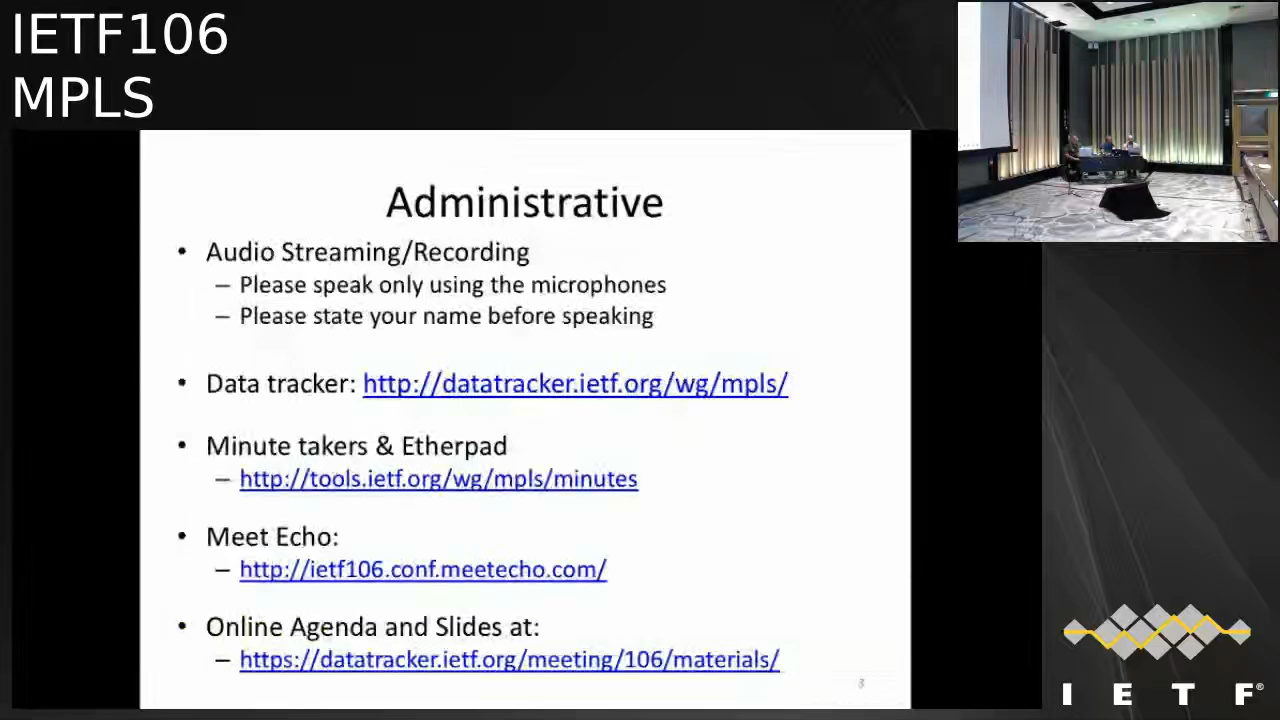 IETF106
MPLS
Administrative
• Audio Streaming/Recording
– Please speak only using the microphones
– Please state your name before speaking
• Data tracker: http://datatracker.ietf.org/wg/mpls/
• Minute takers & Etherpad
– http://tools.ietf.org/wg/mpls/minutes
• Meet Echo:
– http://ietf106.conf.meetecho.com/
• Online Agenda and Slides at:
– https://datatracker.ietf.org/meeting/106/materials/
3
I E T F®